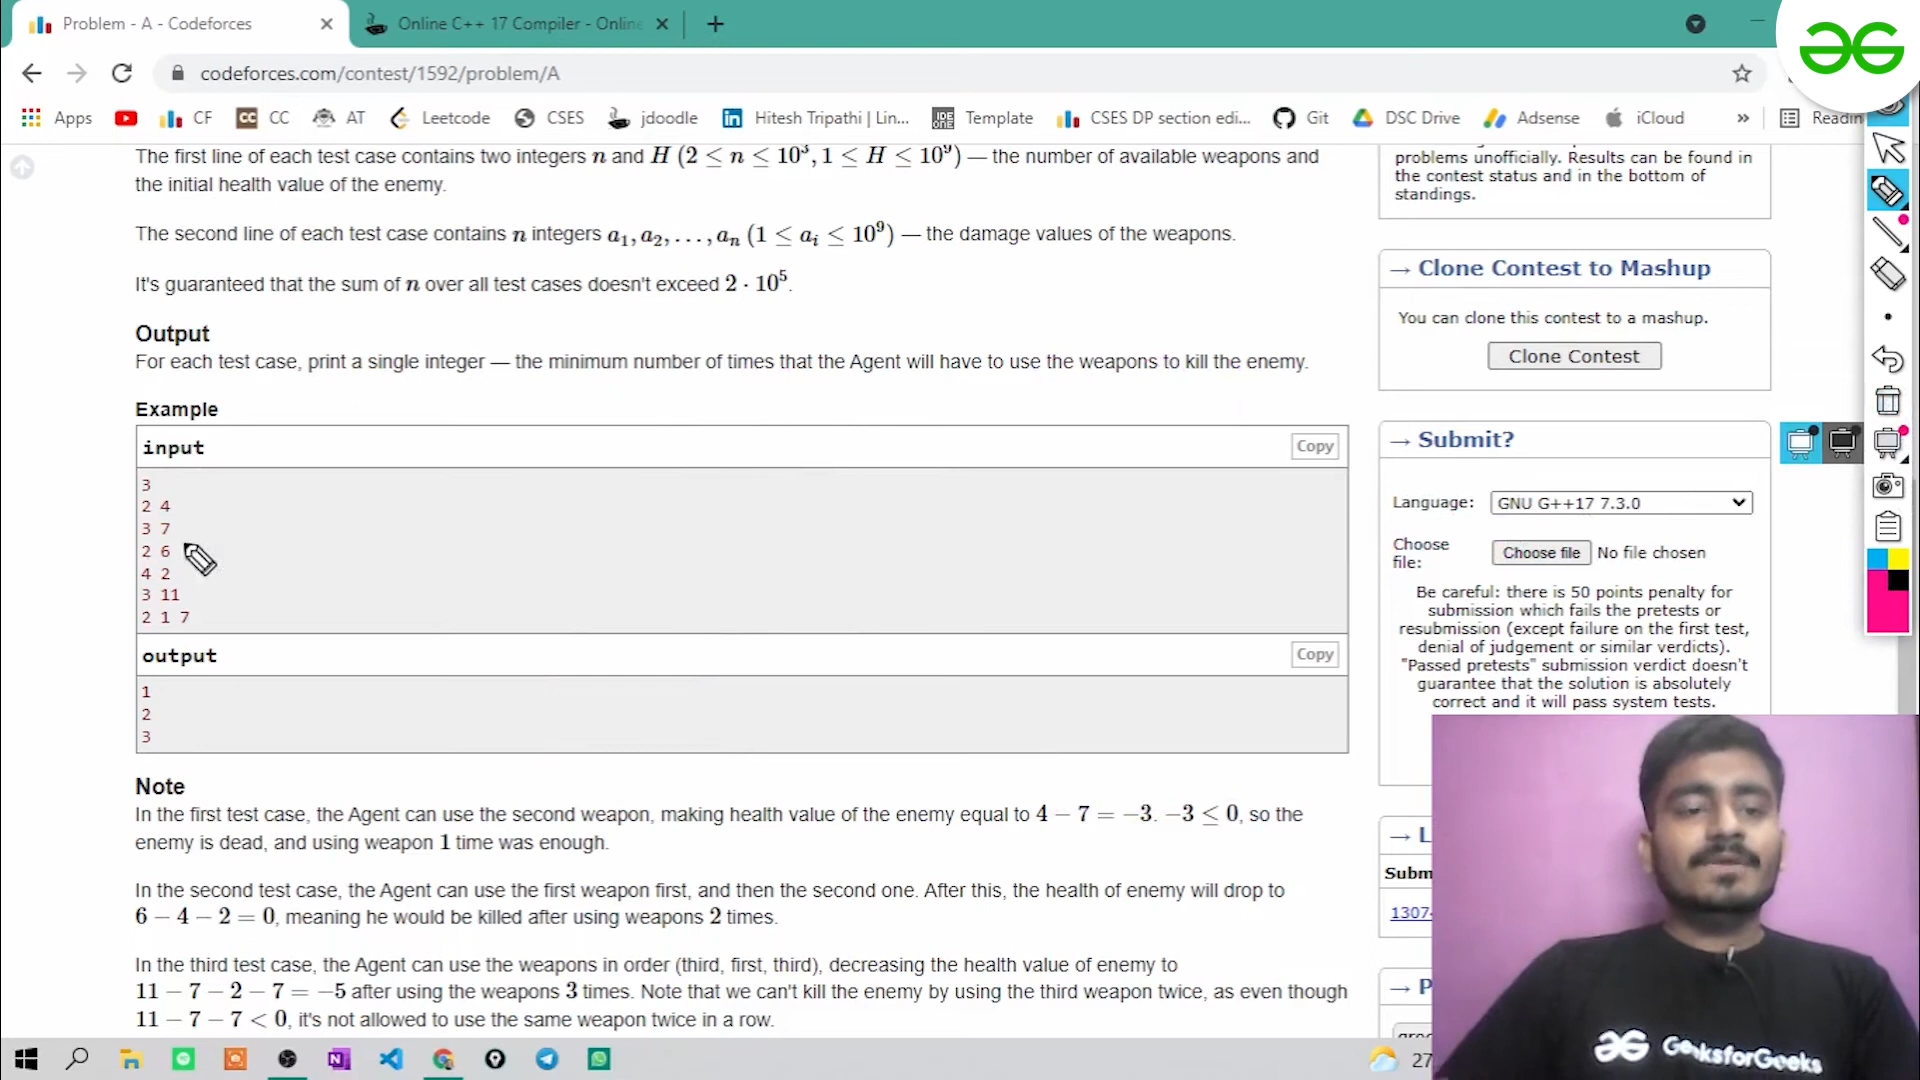 Problem - A - Codeforces
Online C++ 17 Compiler - Online
codeforces.com/contest/1592/problem/A
Apps CF CC AT Leetcode CSES jdoodle Hitesh Tripathi | Lin... Template CSES DP section edi... Git DSC Drive Adsense iCloud » Readin
The first line of each test case contains two integers n and H (2 ≤ n ≤ 10³, 1 ≤ H ≤ 10⁹) — the number of available weapons and
the initial health value of the enemy.
The second line of each test case contains n integers a₁, a₂, …, aₙ (1 ≤ aᵢ ≤ 10⁹) — the damage values of the weapons.
It's guaranteed that the sum of n over all test cases doesn't exceed 2 · 10⁵.
Output
For each test case, print a single integer — the minimum number of times that the Agent will have to use the weapons to kill the enemy.
Example
input
Copy
3
2 4
3 7
2 6
4 2
3 11
2 1 7
output
Copy
1
2
3
Note
In the first test case, the Agent can use the second weapon, making health value of the enemy equal to 4 − 7 = −3. −3 ≤ 0, so the
enemy is dead, and using weapon 1 time was enough.
In the second test case, the Agent can use the first weapon first, and then the second one. After this, the health of enemy will drop to
6 − 4 − 2 = 0, meaning he would be killed after using weapons 2 times.
In the third test case, the Agent can use the weapons in order (third, first, third), decreasing the health value of enemy to
11 − 7 − 2 − 7 = −5 after using the weapons 3 times. Note that we can't kill the enemy by using the third weapon twice, as even though
11 − 7 − 7 < 0, it's not allowed to use the same weapon twice in a row.
problems unofficially. Results can be found in
the contest status and in the bottom of
standings.
→ Clone Contest to Mashup
You can clone this contest to a mashup.
Clone Contest
→ Submit?
Language: GNU G++17 7.3.0
Choose
file:
Choose file No file chosen
Be careful: there is 50 points penalty for
submission which fails the pretests or
resubmission (except failure on the first test,
denial of judgement or similar verdicts).
"Passed pretests" submission verdict doesn't
guarantee that the solution is absolutely
correct and it will pass system tests.
→ L
Subm
1307
→ P
GeeksforGeeks
27